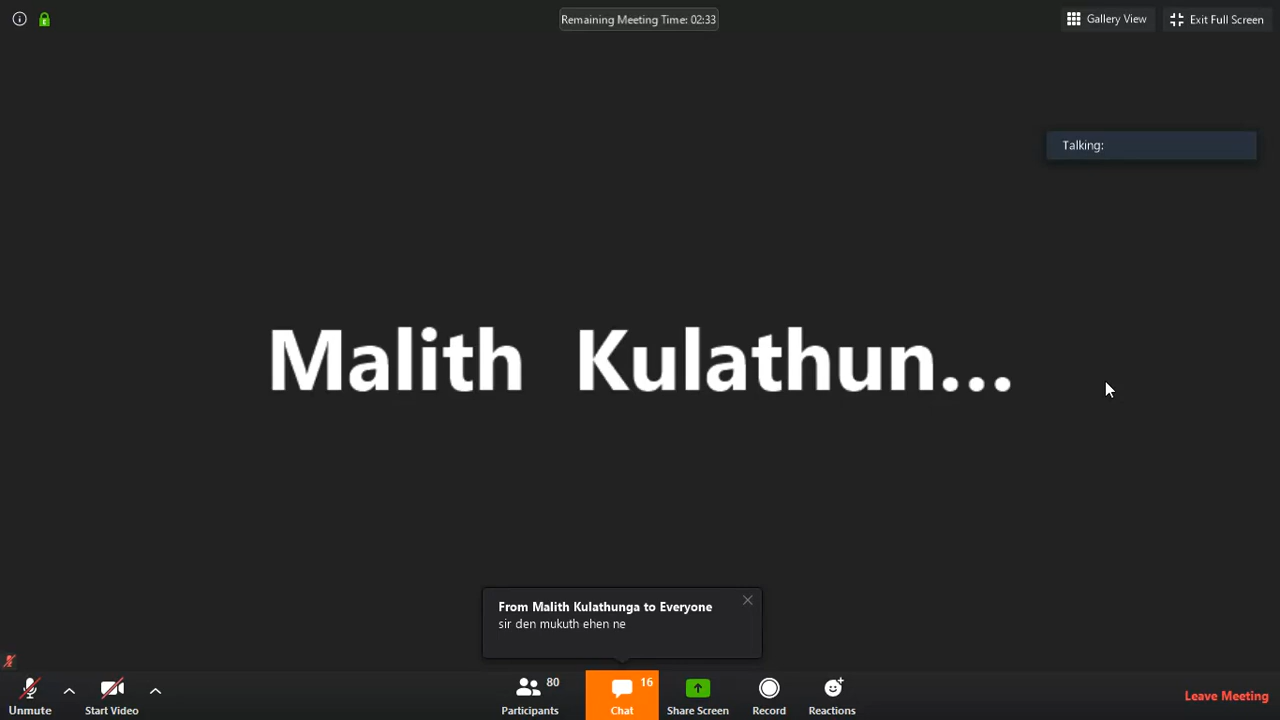 Remaining Meeting Time: 02:33
Gallery View
Exit Full Screen
Talking:
Malith Kulathun...
From Malith Kulathunga to Everyone
sir den mukuth ehen ne
Unmute
Start Video
80
Participants
16
Chat
Share Screen
Record
Reactions
Leave Meeting